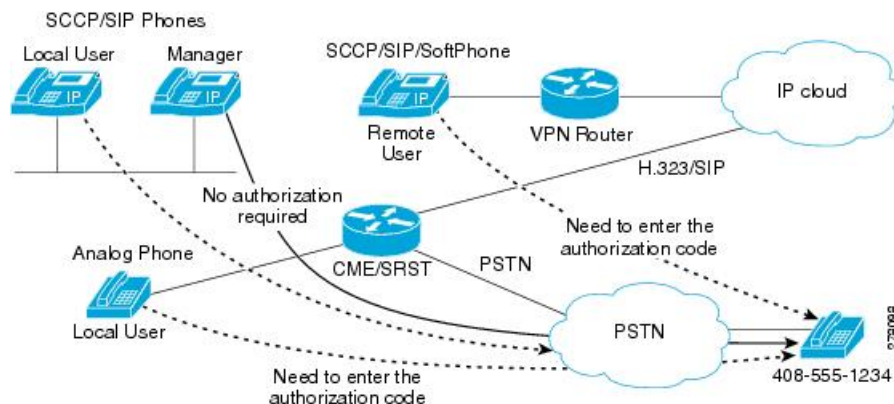 SCCP/SIP Phones
Local User
Manager
IP
IP
SCCP/SIP/SoftPhone
IP
Remote
User
VPN Router
IP cloud
H.323/SIP
No authorization
required
Need to enter the
authorization code
Analog Phone
Local User
CME/SRST
PSTN
PSTN
Need to enter the
authorization code
408-555-1234